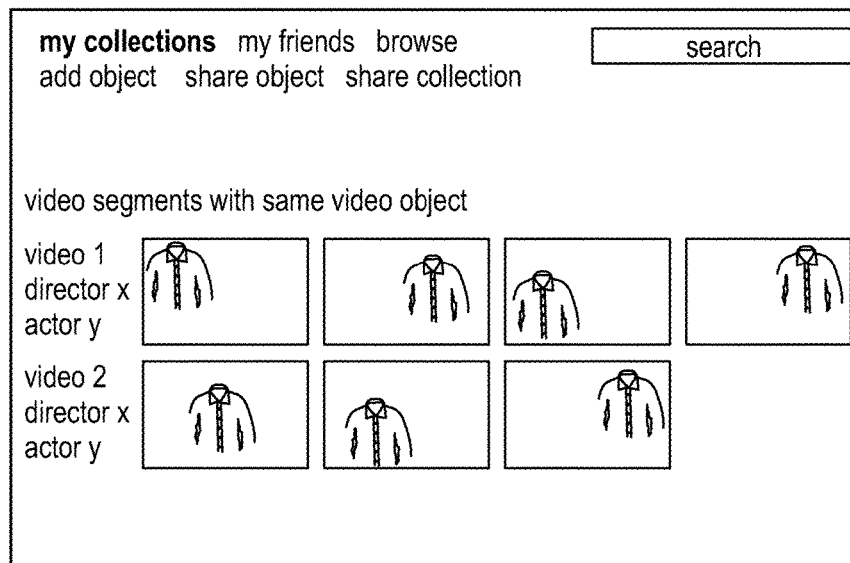 my collections my friends browse
search
add object share object share collection
video segments with same video object
video 1
director x
actor y
video 2
director x
actor y